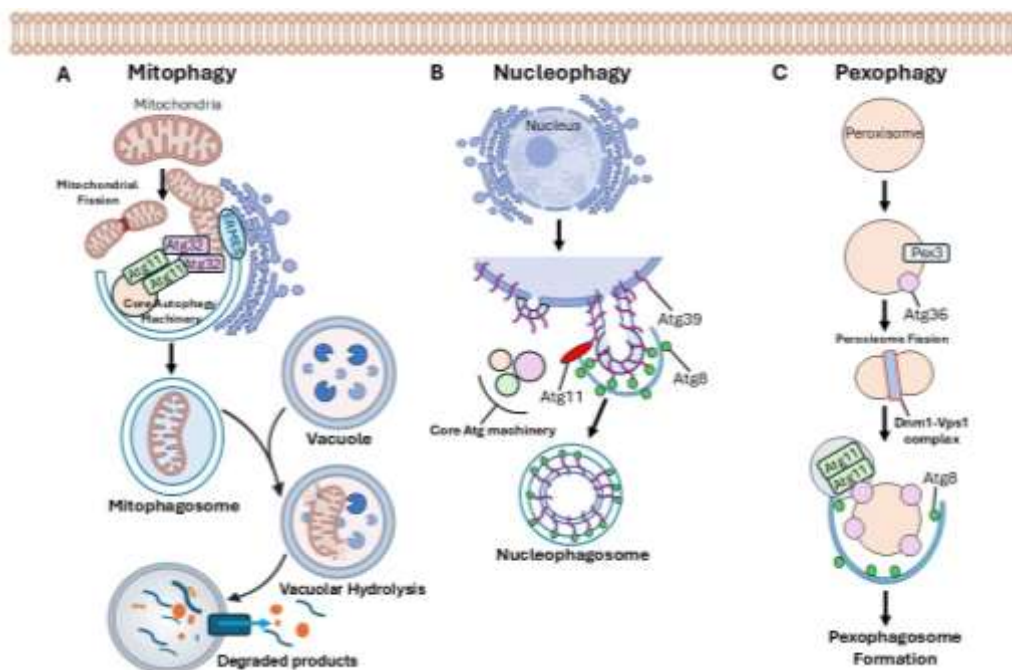 A Mitophagy
Mitochondria
Mitochondrial
Fission
ERMES
Atg32
Atg32
Atg11
Atg11
Core Autophagy
Machinery
Mitophagosome
Vacuole
Vacuolar Hydrolysis
Degraded products
B Nucleophagy
Nucleus
Atg39
Atg8
Atg11
Core Atg machinery
Nucleophagosome
C Pexophagy
Peroxisome
Pex3
Atg36
Peroxisome Fission
Dnm1-Vps1
complex
Atg11
Atg11
Atg8
Pexophagosome
Formation